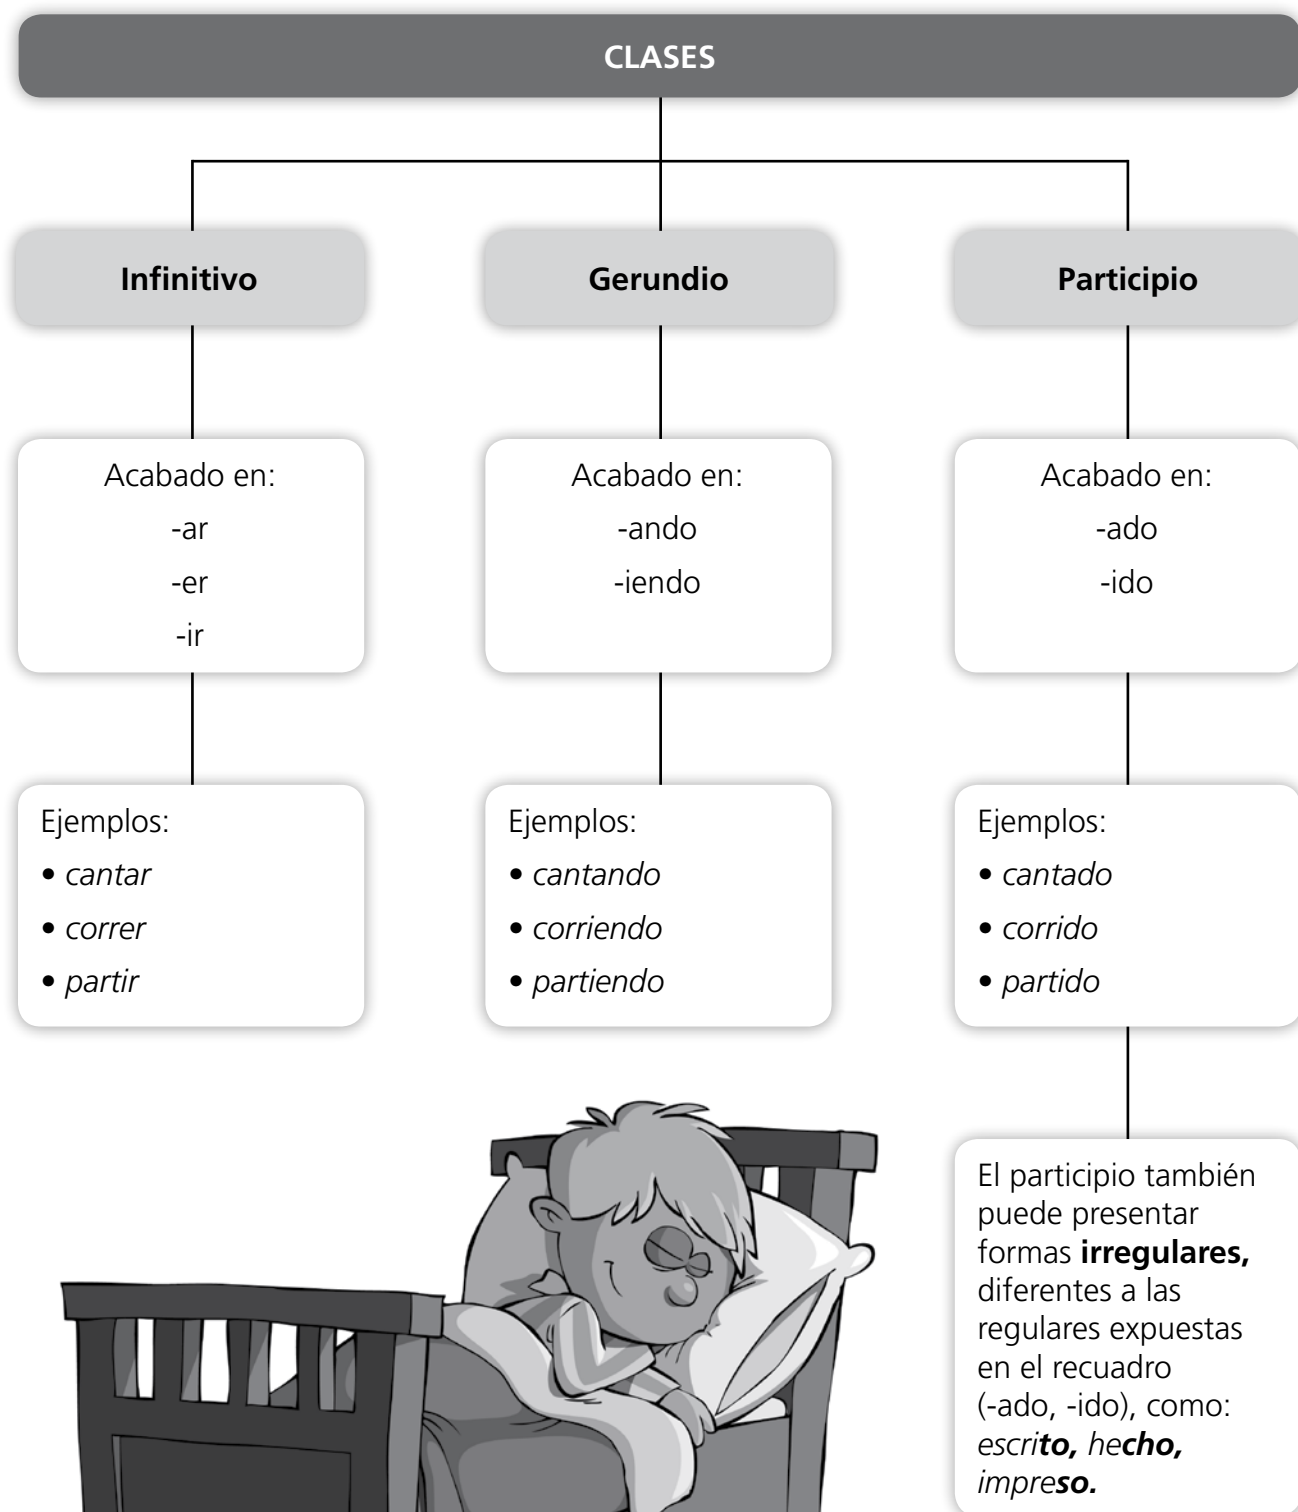 CLASES
Infinitivo
Acabado en:
-ar
-er
-ir
Ejemplos:
• cantar
• correr
• partir
Gerundio
Acabado en:
-ando
-iendo
Ejemplos:
• cantando
• corriendo
• partiendo
Participio
Acabado en:
-ado
-ido
Ejemplos:
• cantado
• corrido
• partido
El participio también
puede presentar
formas irregulares,
diferentes a las
regulares expuestas
en el recuadro
(-ado, -ido), como:
escrito, hecho,
impreso.